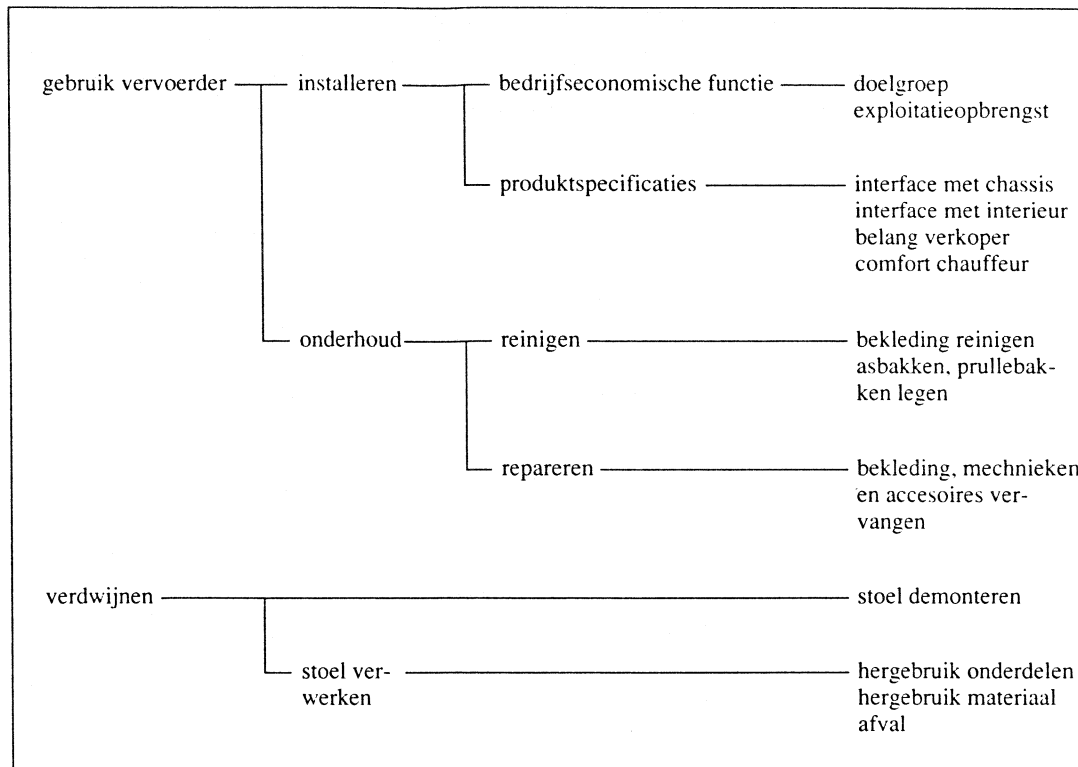 gebruik vervoerder installeren bedrijfseconomische functie doelgroep
exploitatieopbrengst
produktspecificaties interface met chassis
interface met interieur
belang verkoper
comfort chauffeur
onderhoud reinigen bekleding reinigen
asbakken, prullebak-
ken legen
repareren bekleding, mechnieken
en accesoires ver-
vangen
verdwijnen stoel demonteren
stoel ver- hergebruik onderdelen
werken hergebruik materiaal
afval